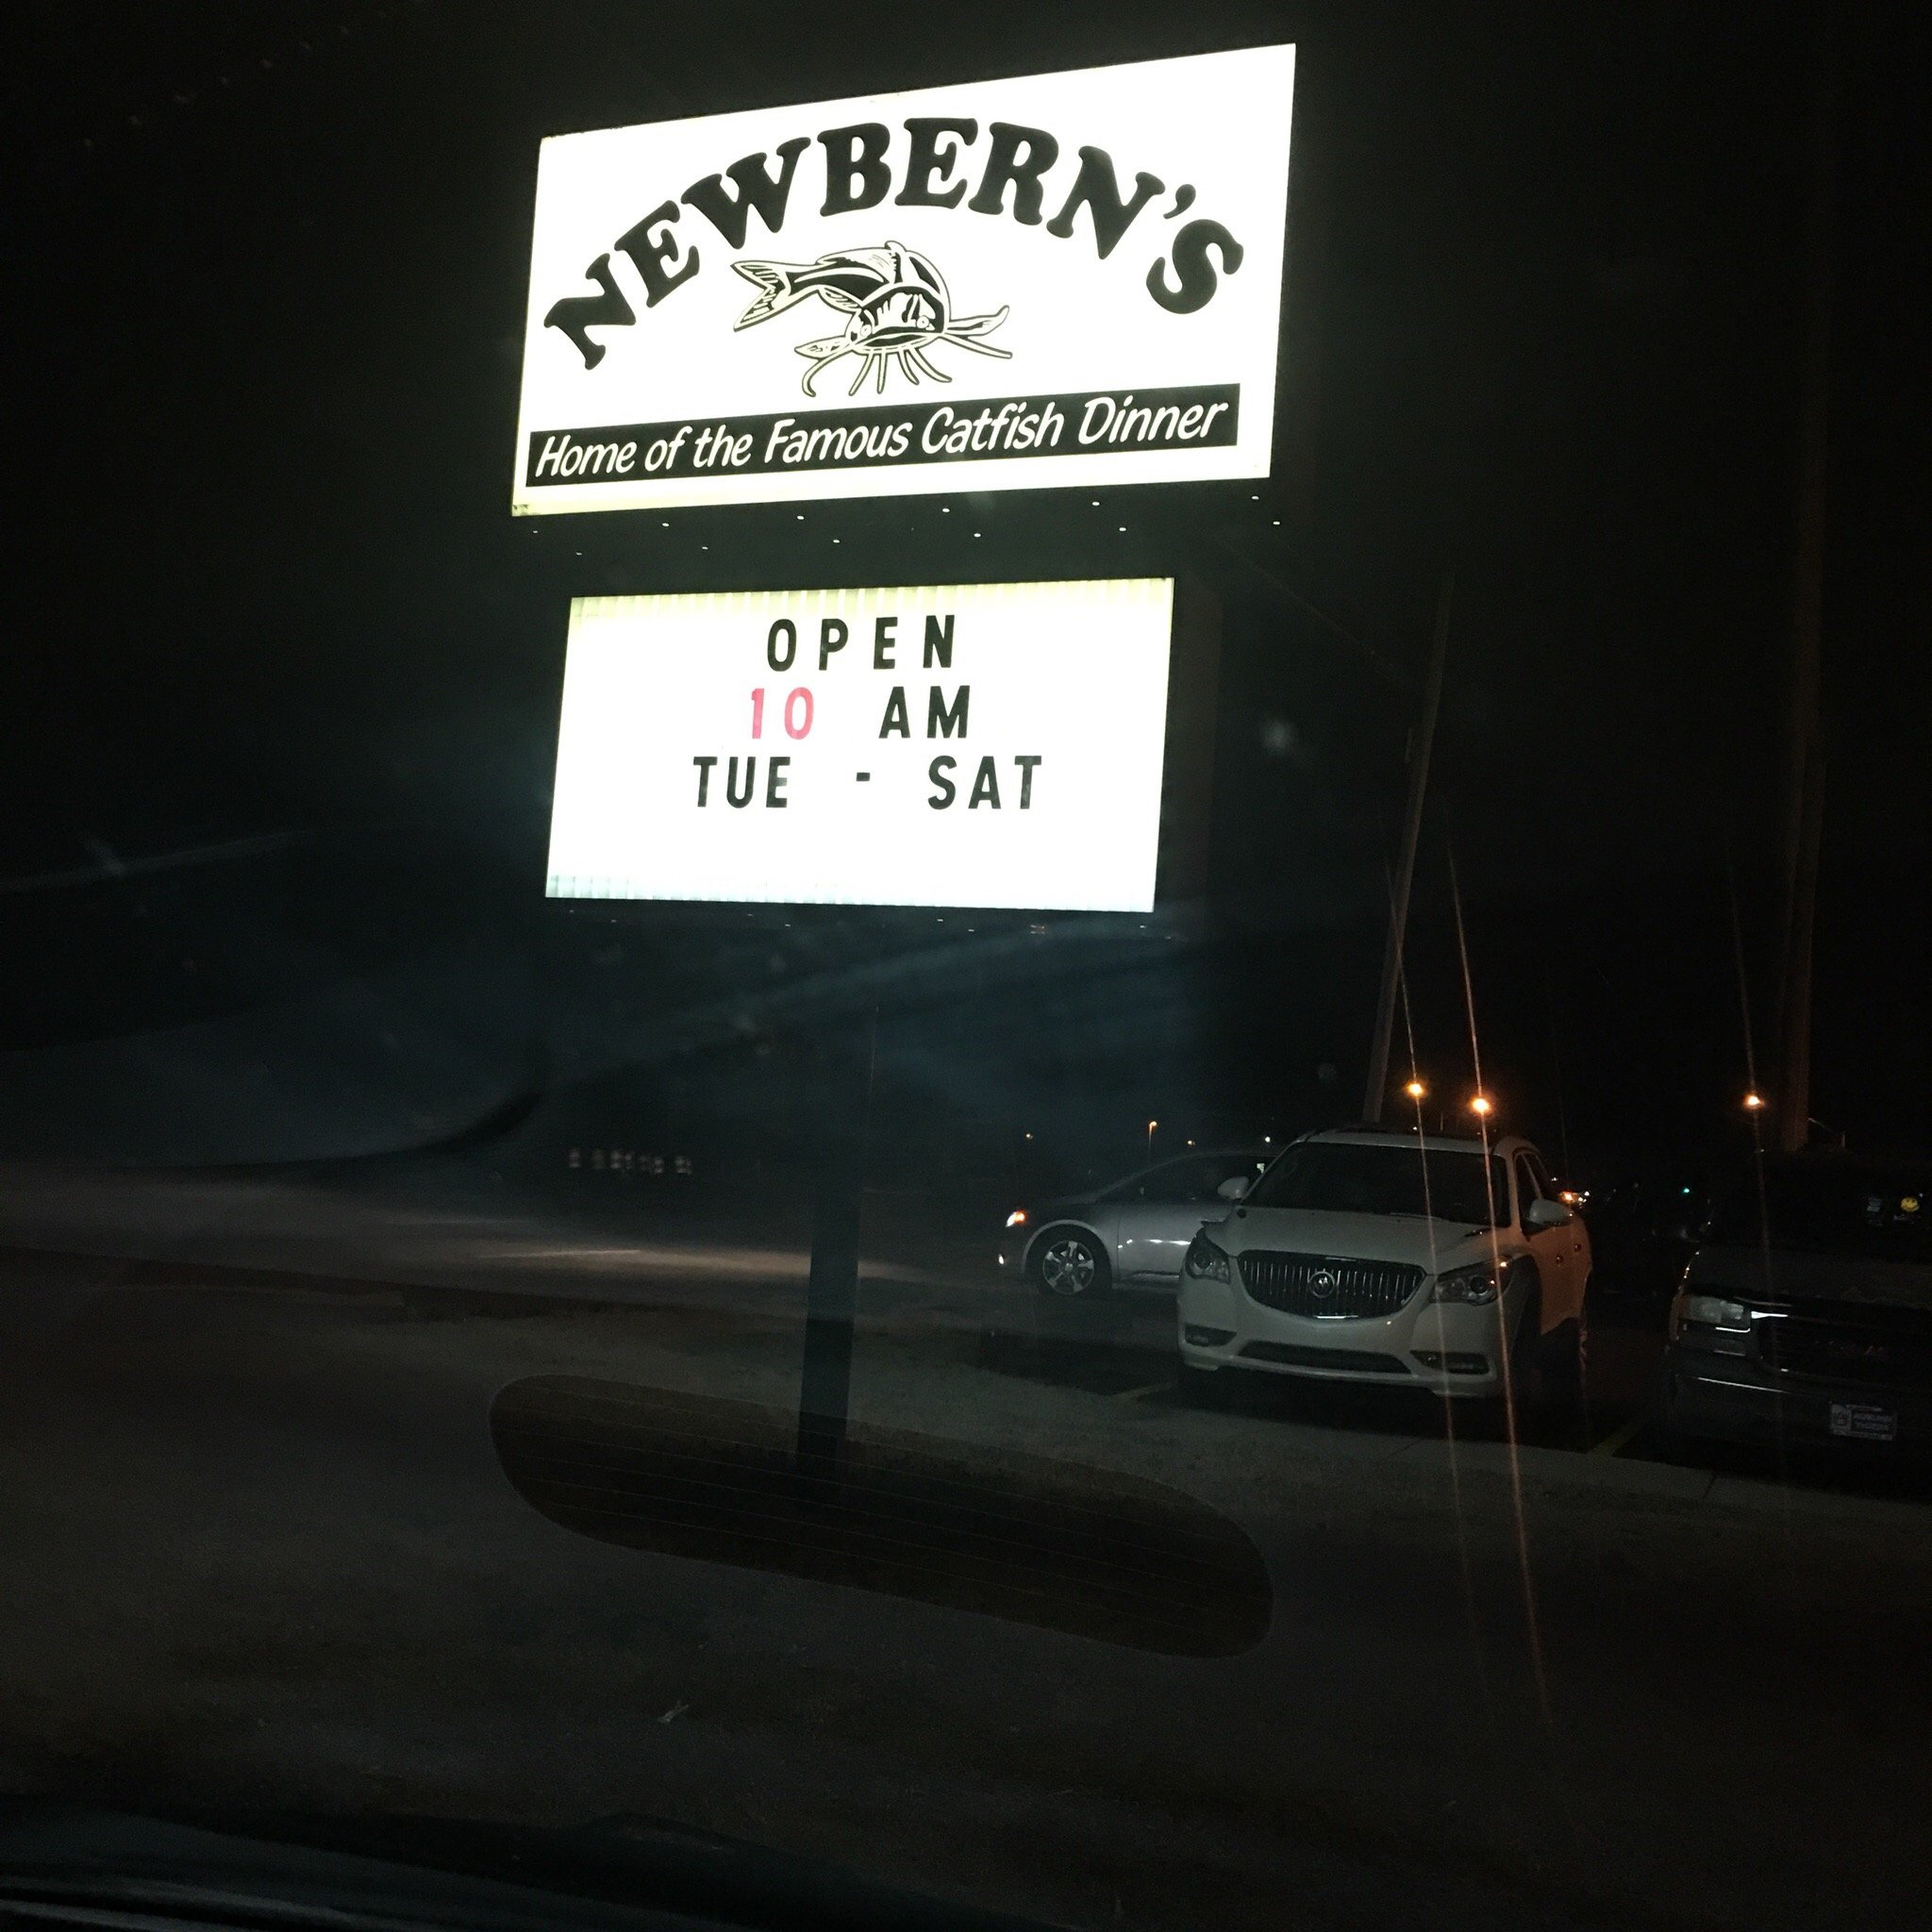 NEWBERN'S
Home of the Famous Catfish Dinner
OPEN
10 AM
TUE - SAT